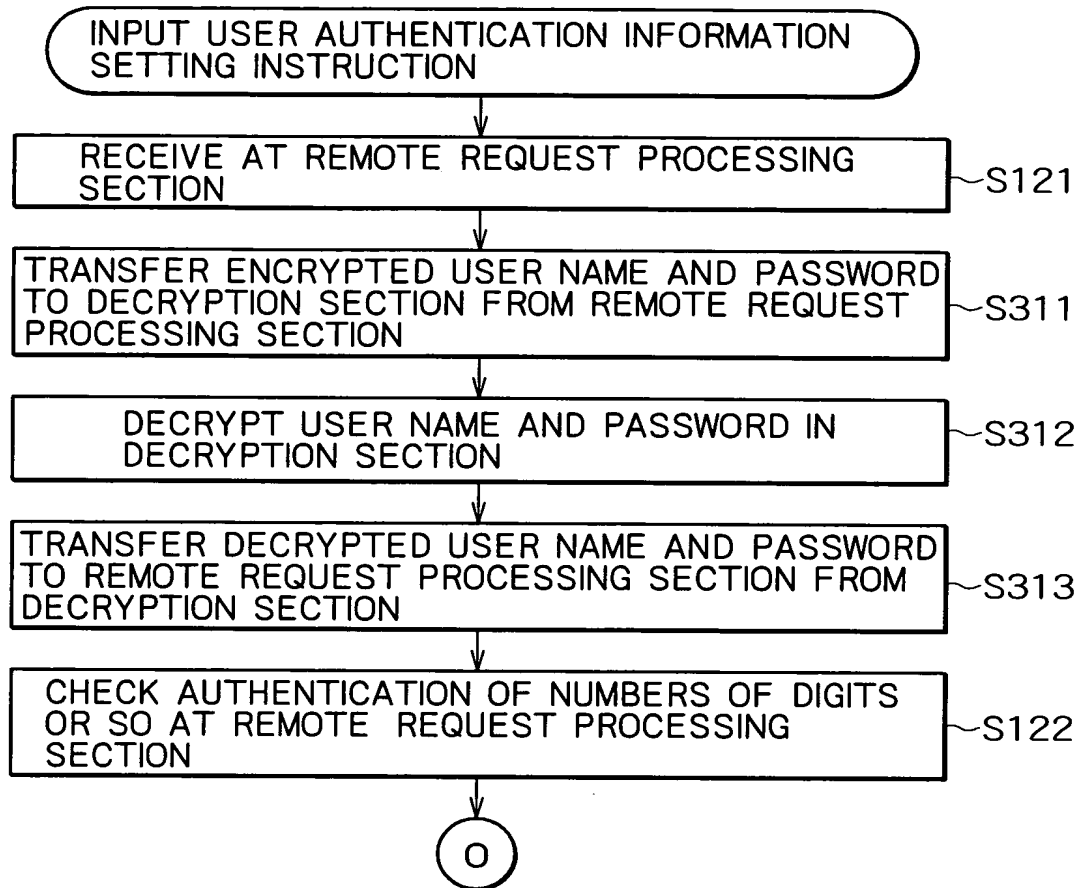 INPUT USER AUTHENTICATION INFORMATION
SETTING INSTRUCTION
RECEIVE AT REMOTE REQUEST PROCESSING
SECTION
S121
TRANSFER ENCRYPTED USER NAME AND PASSWORD
TO DECRYPTION SECTION FROM REMOTE REQUEST
PROCESSING SECTION
S311
DECRYPT USER NAME AND PASSWORD IN
DECRYPTION SECTION
S312
TRANSFER DECRYPTED USER NAME AND PASSWORD
TO REMOTE REQUEST PROCESSING SECTION FROM
DECRYPTION SECTION
S313
CHECK AUTHENTICATION OF NUMBERS OF DIGITS
OR SO AT REMOTE REQUEST PROCESSING
SECTION
S122
O